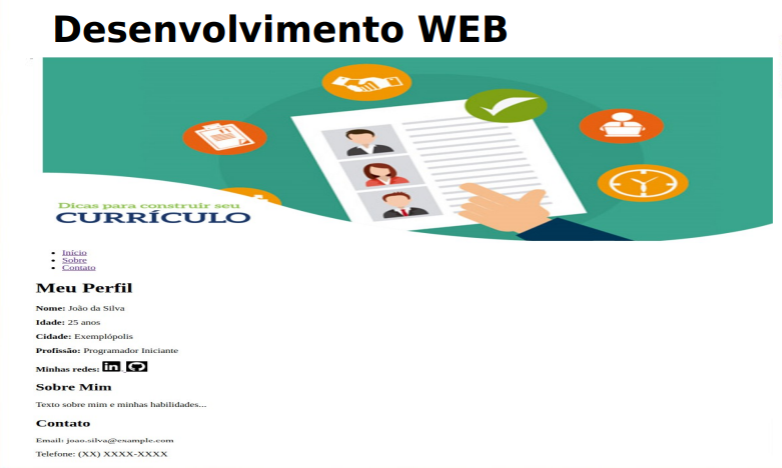 Desenvolvimento WEB
Dicas para construir seu
CURRÍCULO
Início
Sobre
Contato
Meu Perfil
Nome: João da Silva
Idade: 25 anos
Cidade: Exemplópolis
Profissão: Programador Iniciante
Minhas redes: in
Sobre Mim
Texto sobre mim e minhas habilidades...
Contato
Email: joao.silva@example.com
Telefone: (XX) XXXX-XXXX